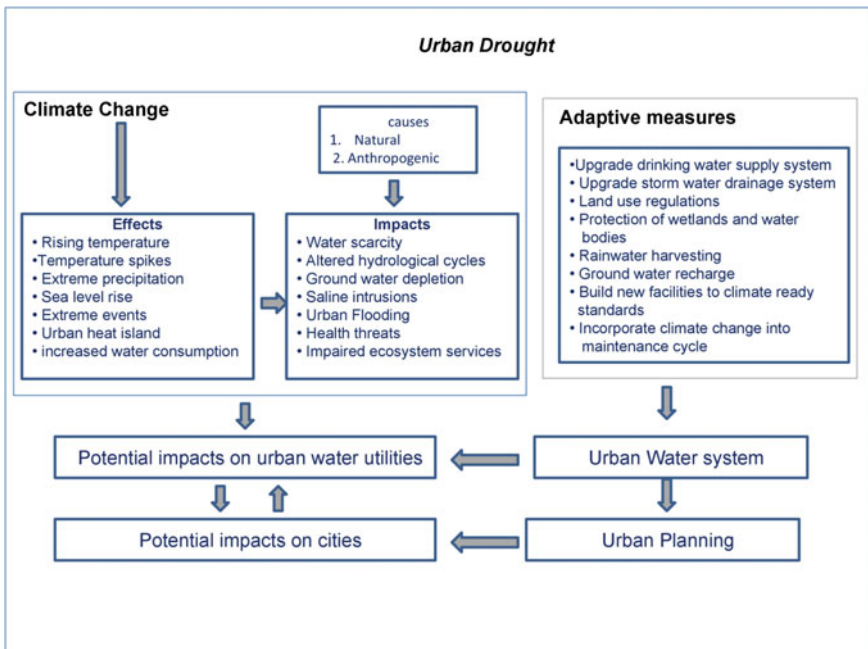 Urban Drought
Climate Change
causes
1. Natural
2. Anthropogenic
Effects
• Rising temperature
•Temperature spikes
• Extreme precipitation
• Sea level rise
• Extreme events
• Urban heat island
• increased water consumption
Impacts
• Water scarcity
• Altered hydrological cycles
• Ground water depletion
• Saline intrusions
• Urban Flooding
• Health threats
• Impaired ecosystem services
Adaptive measures
•Upgrade drinking water supply system
• Upgrade storm water drainage system
• Land use regulations
• Protection of wetlands and water
bodies
• Rainwater harvesting
• Ground water recharge
• Build new facilities to climate ready
standards
• Incorporate climate change into
maintenance cycle
Potential impacts on urban water utilities
Urban Water system
Potential impacts on cities
Urban Planning